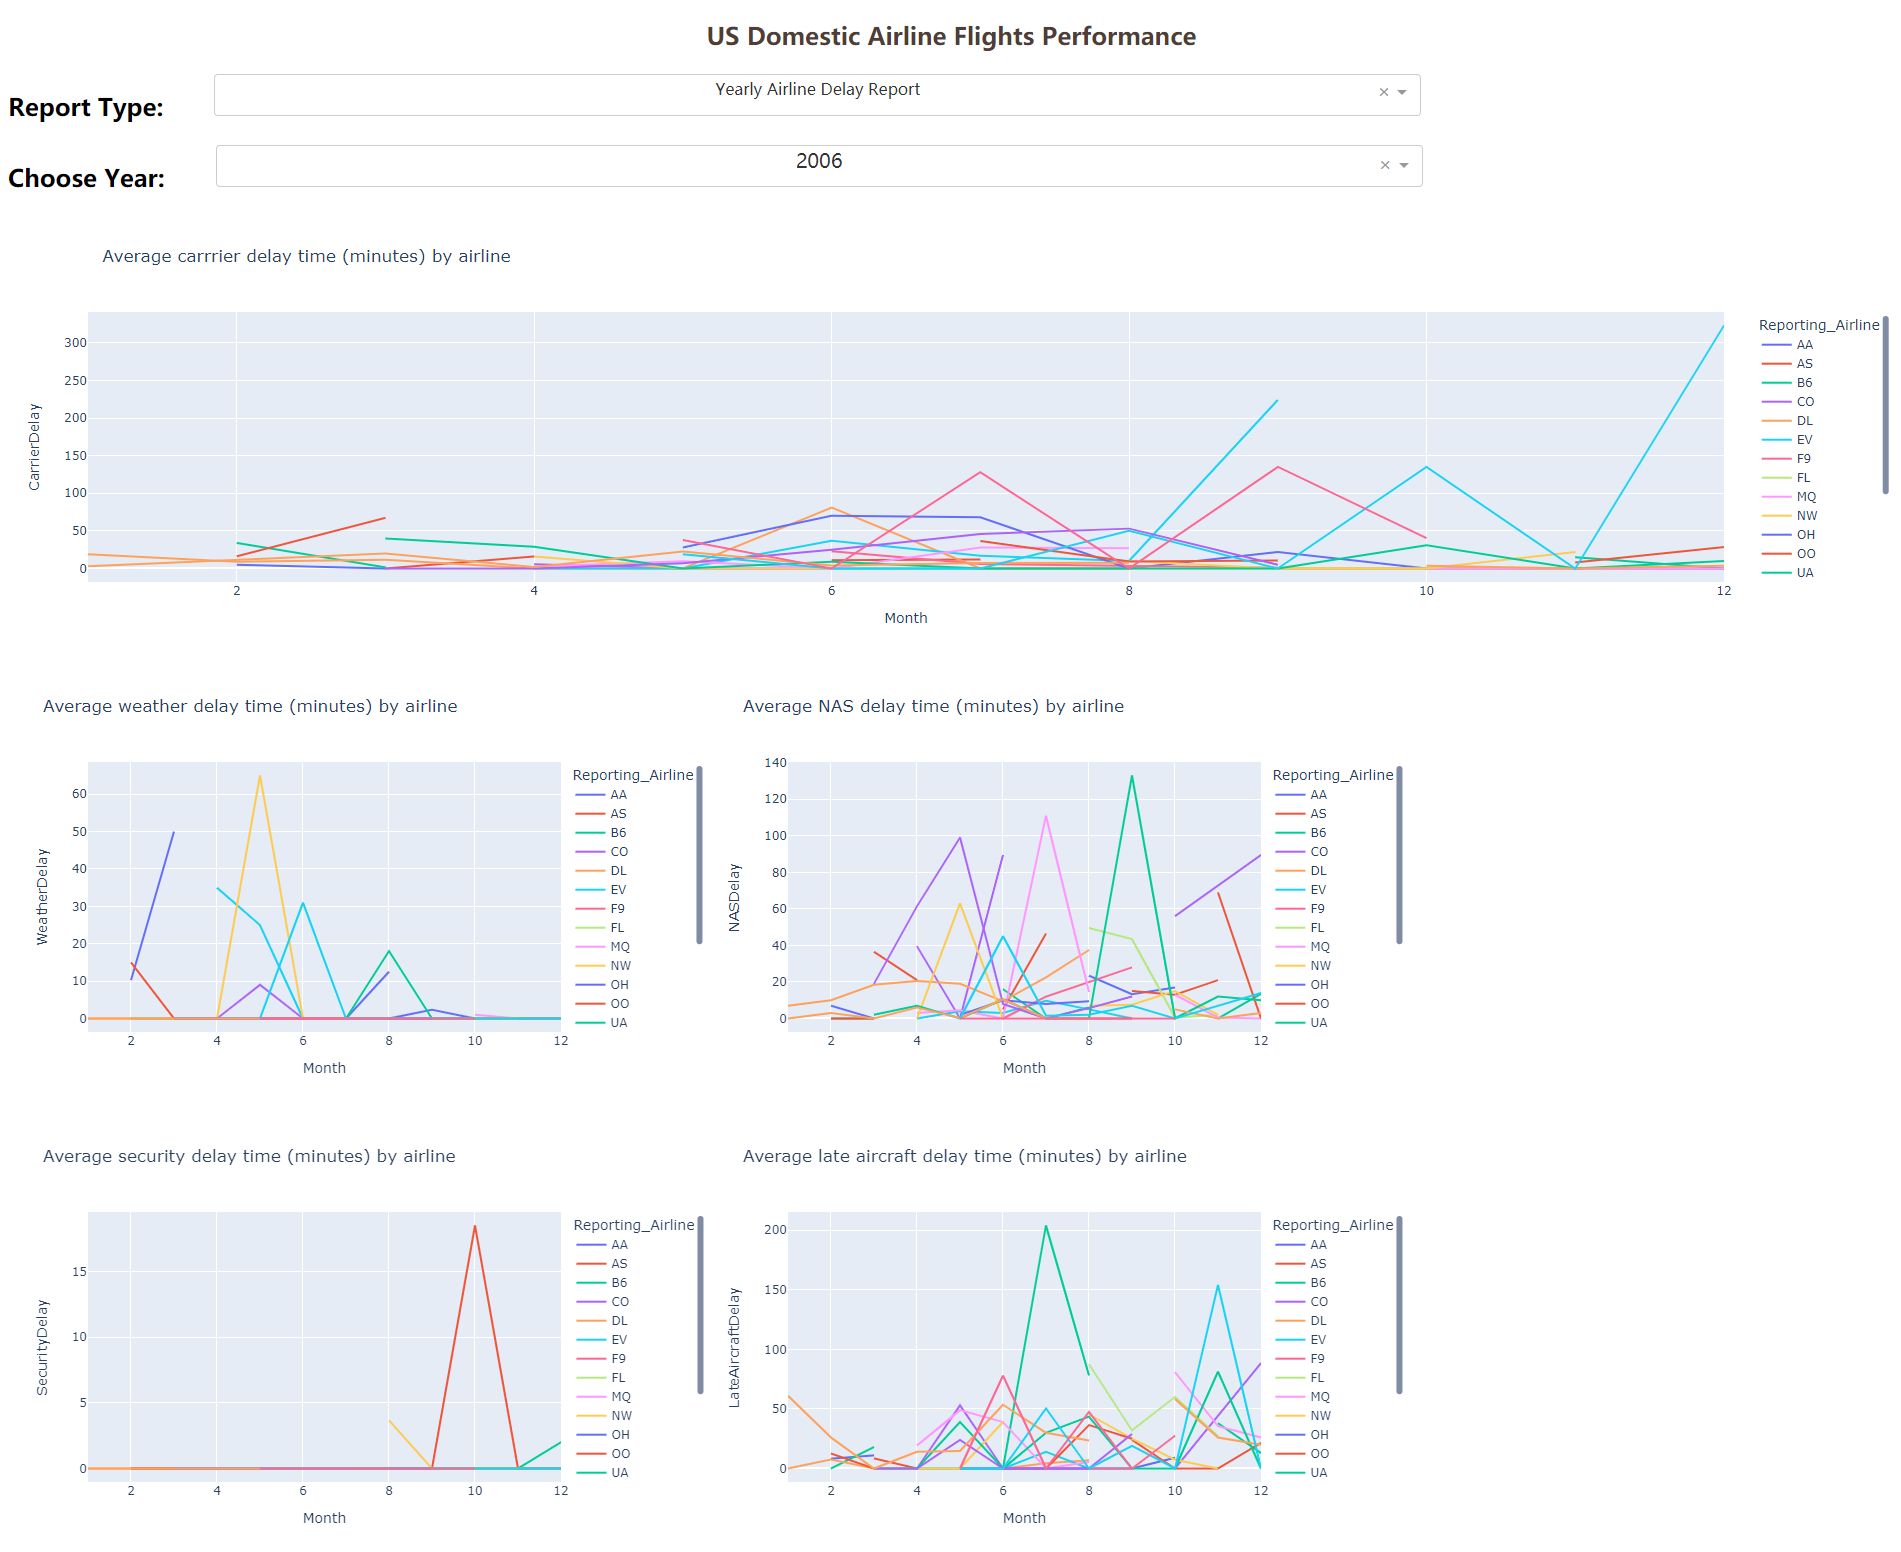 US Domestic Airline Flights Performance
Report Type:
Yearly Airline Delay Report
×
Choose Year:
2006
×
Average carrrier delay time (minutes) by airline
300
250
200
150
100
50
0
CarrierDelay
2 4 6 8 10 12
Month
Reporting_Airline
AA
AS
B6
CO
DL
EV
F9
FL
MQ
NW
OH
OO
UA
Average weather delay time (minutes) by airline
60
50
40
30
20
10
0
WeatherDelay
2 4 6 8 10 12
Month
Reporting_Airline
AA
AS
B6
CO
DL
EV
F9
FL
MQ
NW
OH
OO
UA
Average NAS delay time (minutes) by airline
140
120
100
80
60
40
20
0
NASDelay
2 4 6 8 10 12
Month
Reporting_Airline
AA
AS
B6
CO
DL
EV
F9
FL
MQ
NW
OH
OO
UA
Average security delay time (minutes) by airline
15
10
5
0
SecurityDelay
2 4 6 8 10 12
Month
Reporting_Airline
AA
AS
B6
CO
DL
EV
F9
FL
MQ
NW
OH
OO
UA
Average late aircraft delay time (minutes) by airline
200
150
100
50
0
LateAircraftDelay
2 4 6 8 10 12
Month
Reporting_Airline
AA
AS
B6
CO
DL
EV
F9
FL
MQ
NW
OH
OO
UA